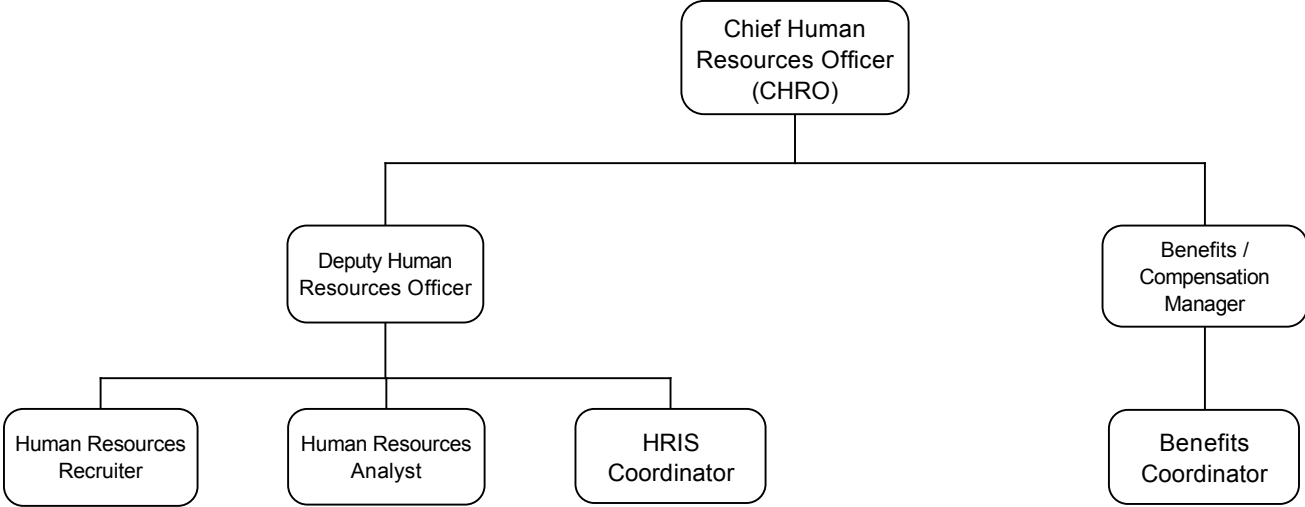 Chief Human
Resources Officer
(CHRO)
Deputy Human
Resources Officer
Benefits /
Compensation
Manager
Human Resources
Recruiter
Human Resources
Analyst
HRIS
Coordinator
Benefits
Coordinator